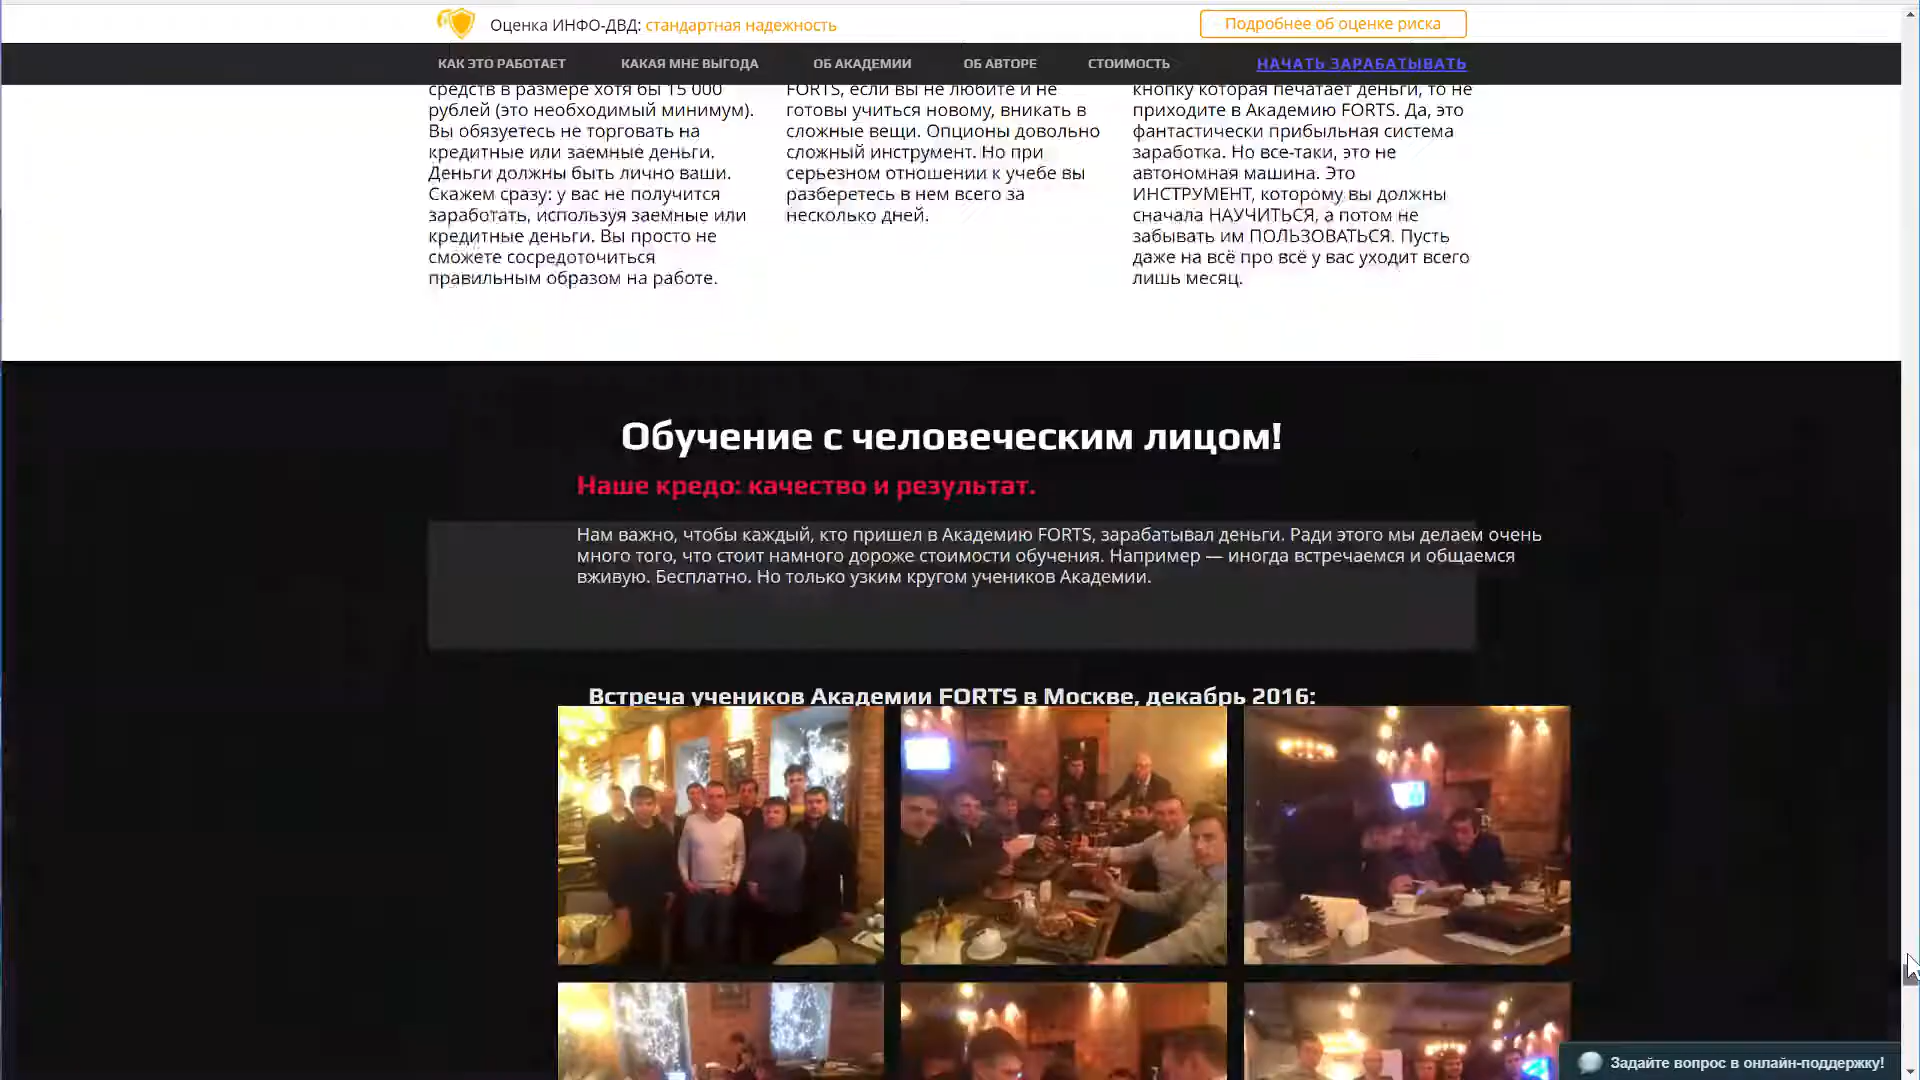 Оценка ИНФО-ДВД: стандартная надежность
Подробнее об оценке риска
КАК ЭТО РАБОТАЕТ
КАКАЯ МНЕ ВЫГОДА
ОБ АКАДЕМИИ
ОБ АВТОРЕ
СТОИМОСТЬ
НАЧАТЬ ЗАРАБАТЫВАТЬ
средств в размере хотя бы 15 000
рублей (это необходимый минимум).
Вы обязуетесь не торговать на
кредитные или заемные деньги.
Деньги должны быть лично ваши.
Скажем сразу: у вас не получится
заработать, используя заемные или
кредитные деньги. Вы просто не
сможете сосредоточиться
правильным образом на работе.
FORTS, если вы не любите и не
готовы учиться новому, вникать в
сложные вещи. Опционы довольно
сложный инструмент. Но при
серьезном отношении к учебе вы
разберетесь в нем всего за
несколько дней.
кнопку которая печатает деньги, то не
приходите в Академию FORTS. Да, это
фантастически прибыльная система
заработка. Но все-таки, это не
автономная машина. Это
ИНСТРУМЕНТ, которому вы должны
сначала НАУЧИТЬСЯ, а потом не
забывать им ПОЛЬЗОВАТЬСЯ. Пусть
даже на всё про всё у вас уходит всего
лишь месяц.
Обучение с человеческим лицом!
Наше кредо: качество и результат.
Нам важно, чтобы каждый, кто пришел в Академию FORTS, зарабатывал деньги. Ради этого мы делаем очень
много того, что стоит намного дороже стоимости обучения. Например — иногда встречаемся и общаемся
вживую. Бесплатно. Но только узким кругом учеников Академии.
Встреча учеников Академии FORTS в Москве, декабрь 2016:
Задайте вопрос в онлайн-поддержку!